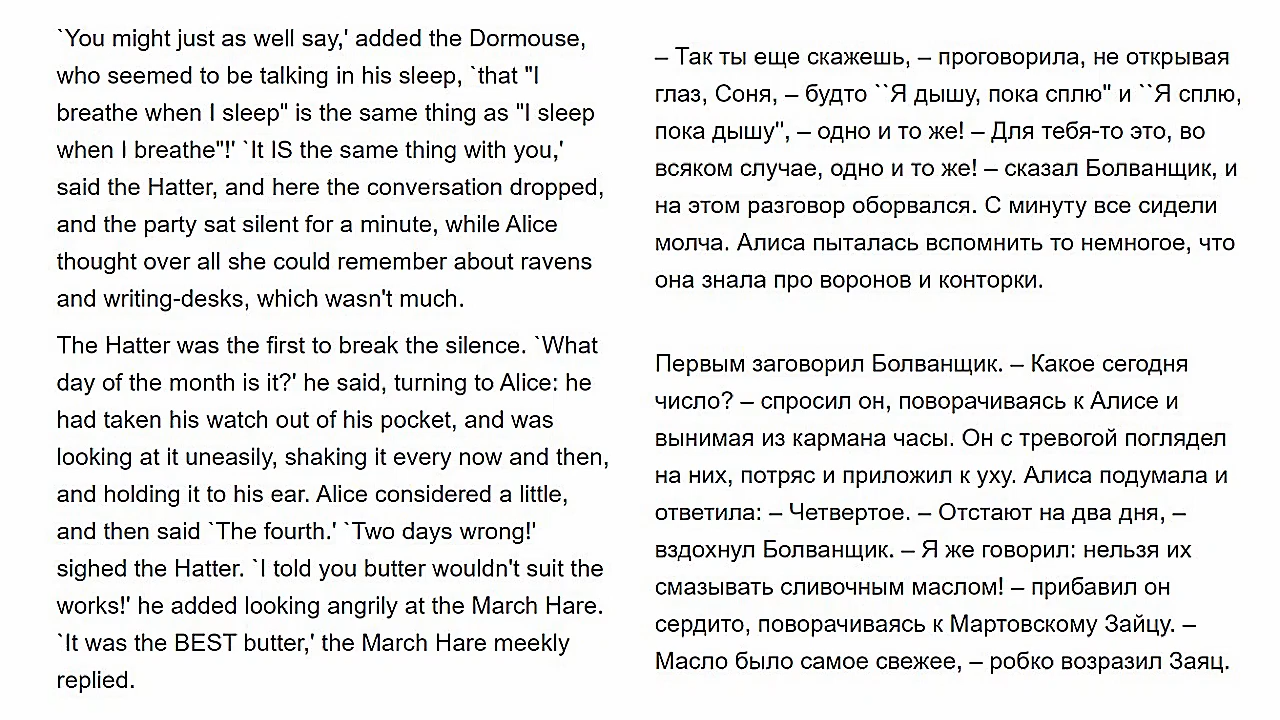 `You might just as well say,' added the Dormouse,
who seemed to be talking in his sleep, `that "I
breathe when I sleep" is the same thing as "I sleep
when I breathe"!' `It IS the same thing with you,'
said the Hatter, and here the conversation dropped,
and the party sat silent for a minute, while Alice
thought over all she could remember about ravens
and writing-desks, which wasn't much.
The Hatter was the first to break the silence. `What
day of the month is it?' he said, turning to Alice: he
had taken his watch out of his pocket, and was
looking at it uneasily, shaking it every now and then,
and holding it to his ear. Alice considered a little,
and then said `The fourth.' `Two days wrong!'
sighed the Hatter. `I told you butter wouldn't suit the
works!' he added looking angrily at the March Hare.
`It was the BEST butter,' the March Hare meekly
replied.
– Так ты еще скажешь, – проговорила, не открывая
глаз, Соня, – будто ``Я дышу, пока сплю" и ``Я сплю,
пока дышу", – одно и то же! – Для тебя-то это, во
всяком случае, одно и то же! – сказал Болванщик, и
на этом разговор оборвался. С минуту все сидели
молча. Алиса пыталась вспомнить то немногое, что
она знала про воронов и конторки.
Первым заговорил Болванщик. – Какое сегодня
число? – спросил он, поворачиваясь к Алисе и
вынимая из кармана часы. Он с тревогой поглядел
на них, потряс и приложил к уху. Алиса подумала и
ответила: – Четвертое. – Отстают на два дня, –
вздохнул Болванщик. – Я же говорил: нельзя их
смазывать сливочным маслом! – прибавил он
сердито, поворачиваясь к Мартовскому Зайцу. –
Масло было самое свежее, – робко возразил Заяц.